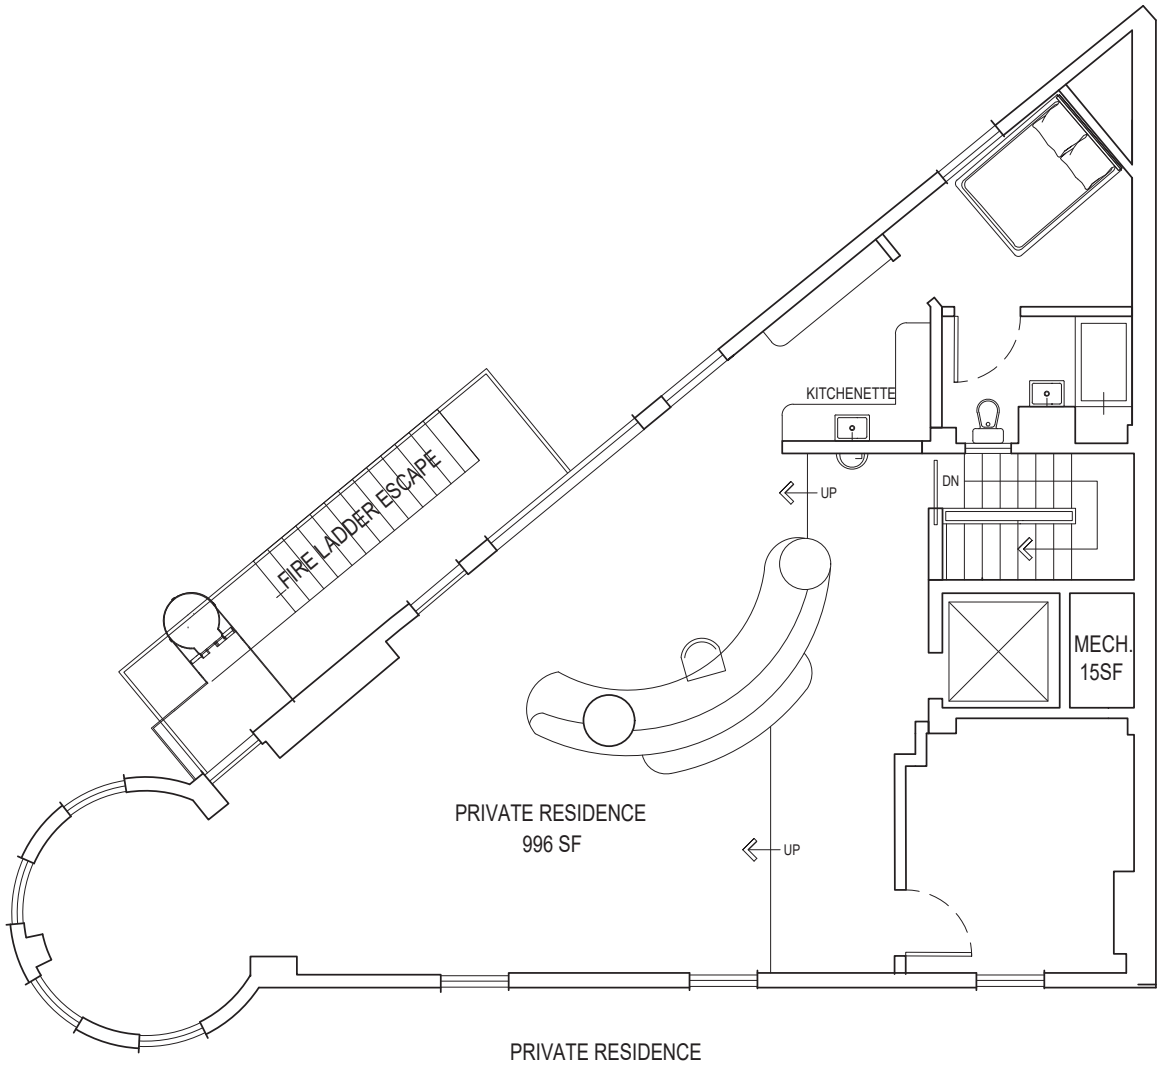 KITCHENETTE
FIRE LADDER ESCAPE
DN
UP
MECH.
15SF
PRIVATE RESIDENCE
996 SF
UP
PRIVATE RESIDENCE